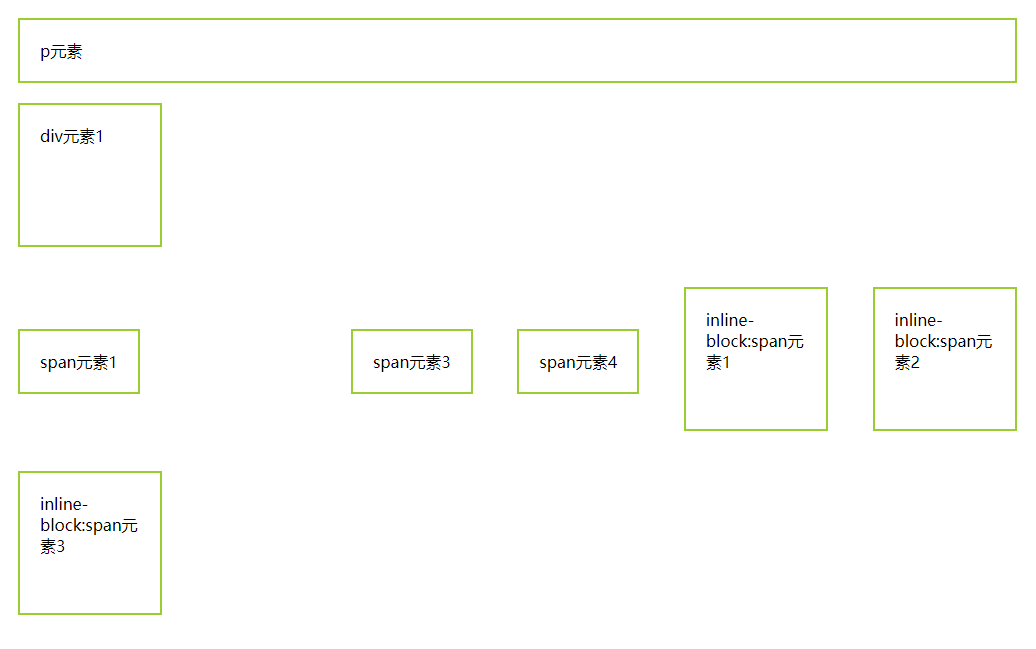 p元素
div元素1
span元素1
span元素3
span元素4
inline-
block:span元
素1
inline-
block:span元
素2
inline-
block:span元
素3